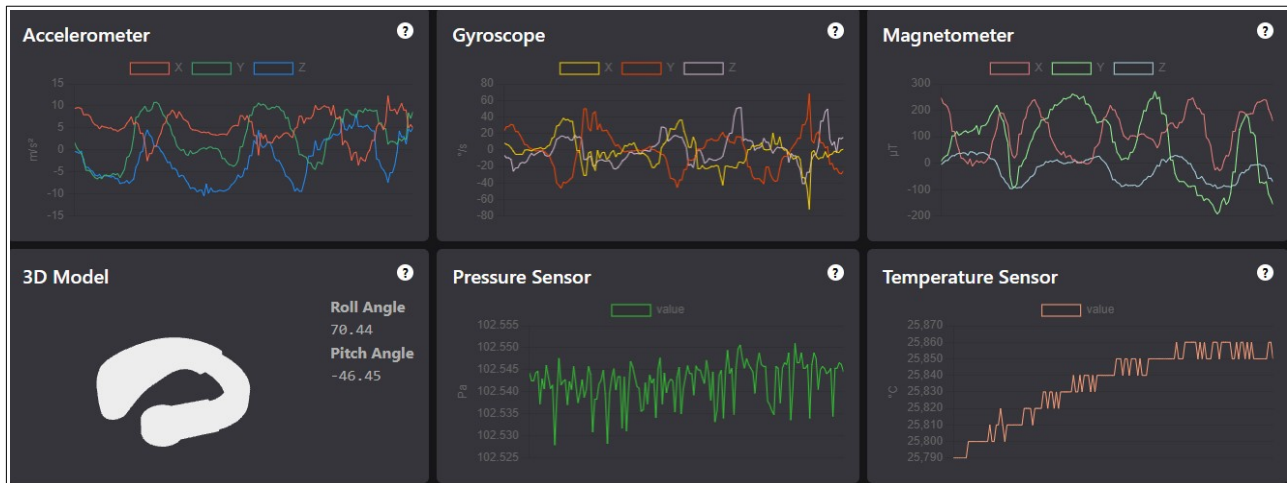 Accelerometer
?
X
Y
Z
15
10
5
0
-5
-10
-15
m/s²
Gyroscope
?
X
Y
Z
80
60
40
20
0
-20
-40
-60
-80
°/s
Magnetometer
?
X
Y
Z
300
200
100
0
-100
-200
µT
3D Model
?
Roll Angle
70.44
Pitch Angle
-46.45
Pressure Sensor
?
value
102.555
102.550
102.545
102.540
102.535
102.530
102.525
Pa
Temperature Sensor
?
value
25,870
25,860
25,850
25,840
25,830
25,820
25,810
25,800
25,790
°C